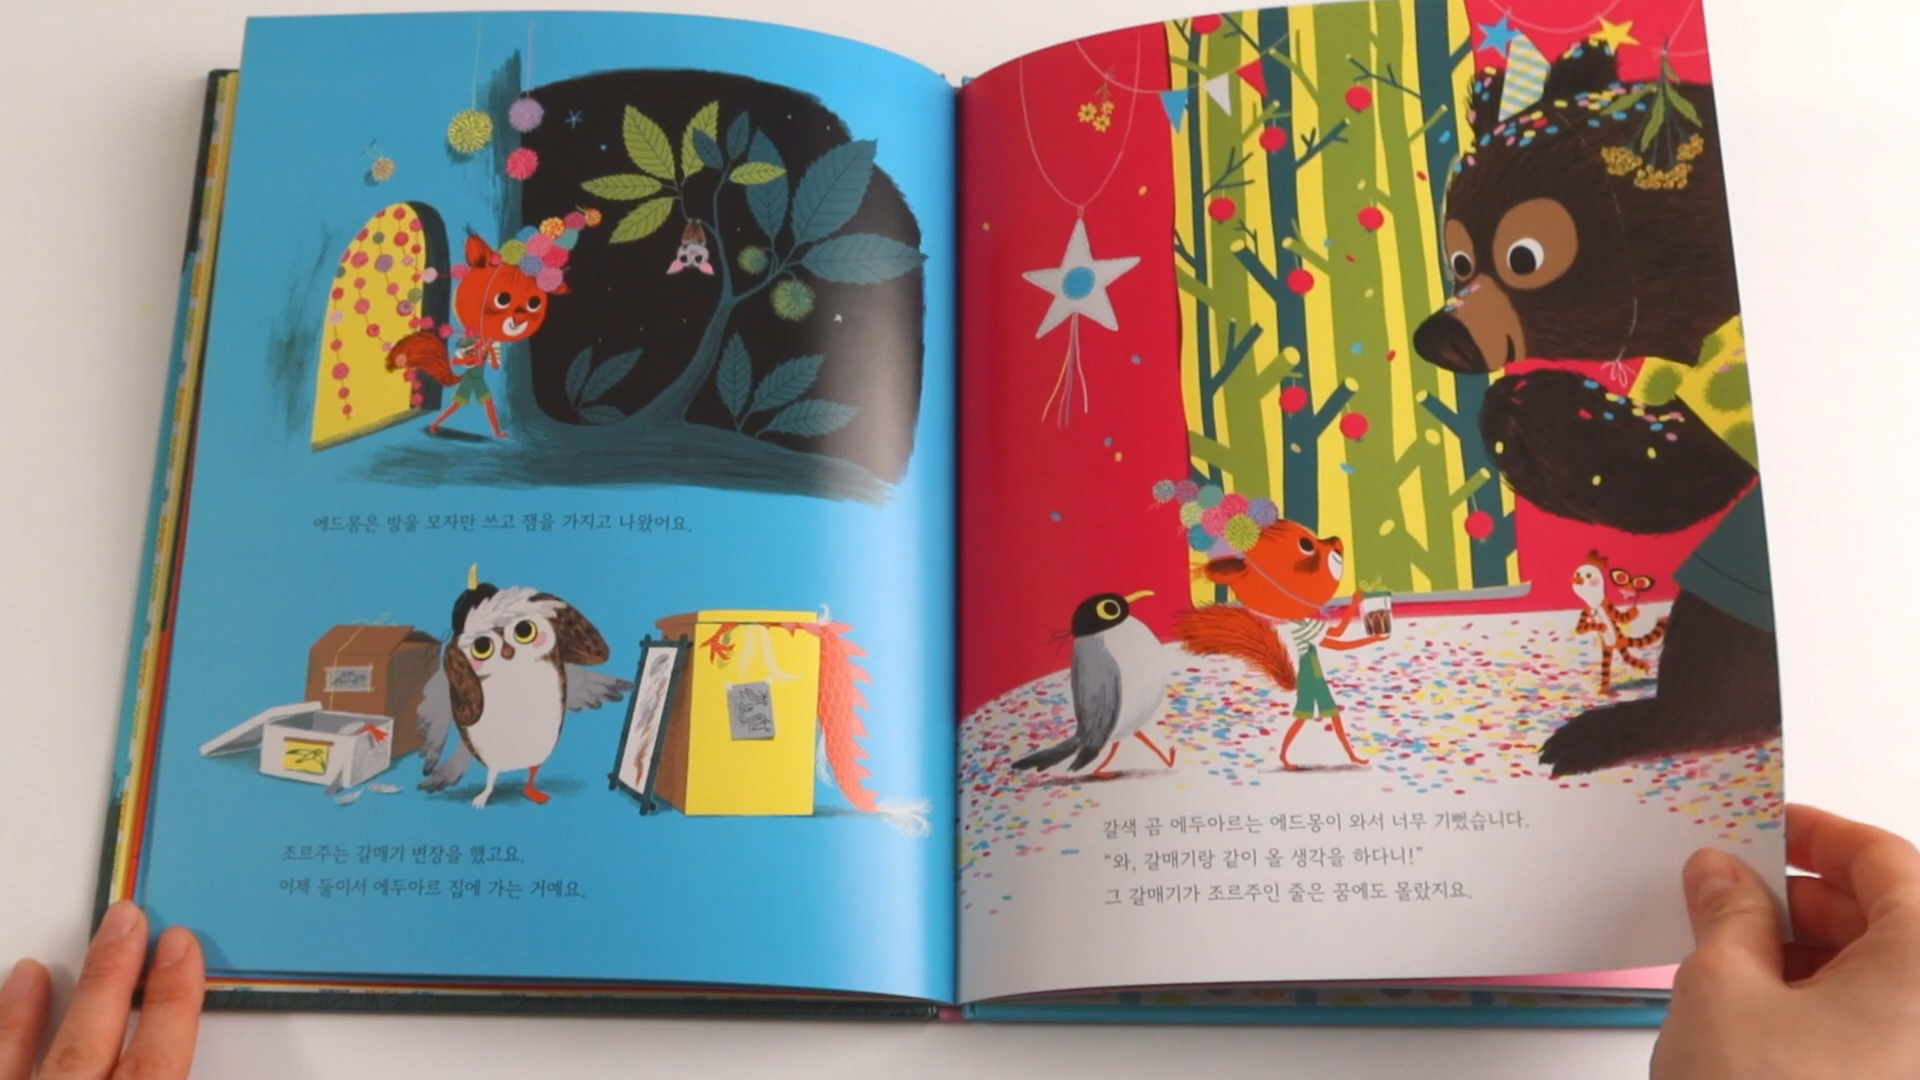 에드몽은 방울 모자만 쓰고 잼을 가지고 나왔어요.
조르주는 갈매기 변장을 했고요.
이제 둘이서 에두아르 집에 가는 거예요.
갈색 곰 에두아르는 에드몽이 와서 너무 기뻤습니다.
“와, 갈매기랑 같이 올 생각을 하다니!”
그 갈매기가 조르주인 줄은 꿈에도 몰랐지요.